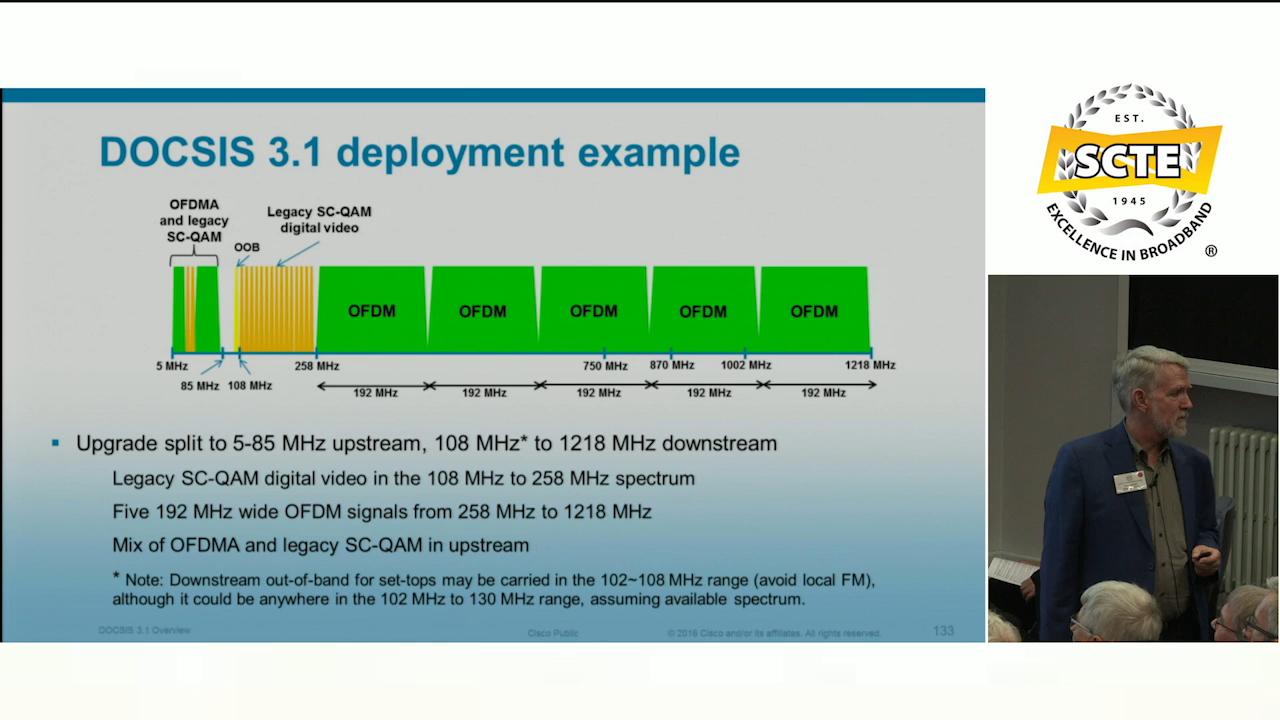 DOCSIS 3.1 deployment example
OFDMA
and legacy
SC-QAM
Legacy SC-QAM
digital video
OOB
OFDM
OFDM
OFDM
OFDM
OFDM
5 MHz
258 MHz
750 MHz
870 MHz
1002 MHz
1218 MHz
85 MHz
108 MHz
192 MHz
192 MHz
192 MHz
192 MHz
192 MHz
▪ Upgrade split to 5-85 MHz upstream, 108 MHz* to 1218 MHz downstream
Legacy SC-QAM digital video in the 108 MHz to 258 MHz spectrum
Five 192 MHz wide OFDM signals from 258 MHz to 1218 MHz
Mix of OFDMA and legacy SC-QAM in upstream
* Note: Downstream out-of-band for set-tops may be carried in the 102~108 MHz range (avoid local FM),
although it could be anywhere in the 102 MHz to 130 MHz range, assuming available spectrum.
DOCSIS 3.1 Overview
Cisco Public
© 2016 Cisco and/or its affiliates. All rights reserved.
133
EST.
SCTE
1945
EXCELLENCE IN BROADBAND
®